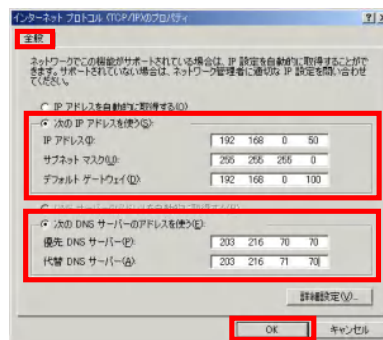 インターネット プロトコル (TCP/IP)のプロパティ
? x
全般
ネットワークでこの機能がサポートされている場合は、IP 設定を自動的に取得することがで
きます。サポートされていない場合は、ネットワーク管理者に適切な IP 設定を問い合わせ
てください。
IP アドレスを自動的に取得する(O)
次の IP アドレスを使う(S):
IP アドレス(I): 192 168 0 50
サブネット マスク(U): 255 255 255 0
デフォルト ゲートウェイ(D): 192 168 0 100
次の DNS サーバーのアドレスを使う(E):
優先 DNS サーバー(P): 203 216 70 70
代替 DNS サーバー(A): 203 216 71 70
詳細設定(V)...
OK キャンセル